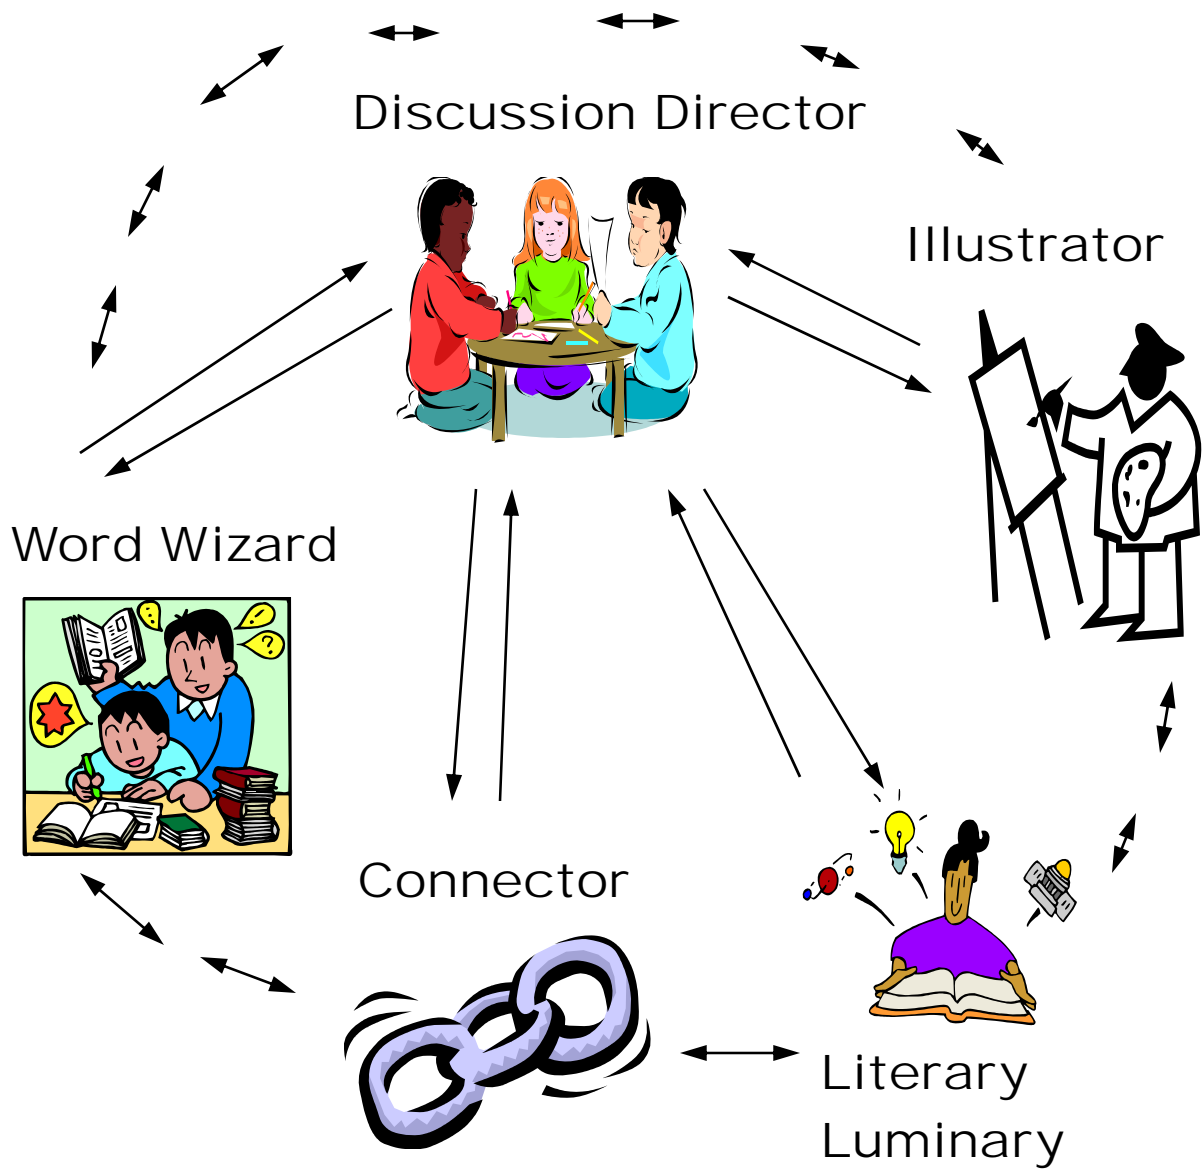 Discussion Director
Illustrator
Word Wizard
Connector
Literary
Luminary